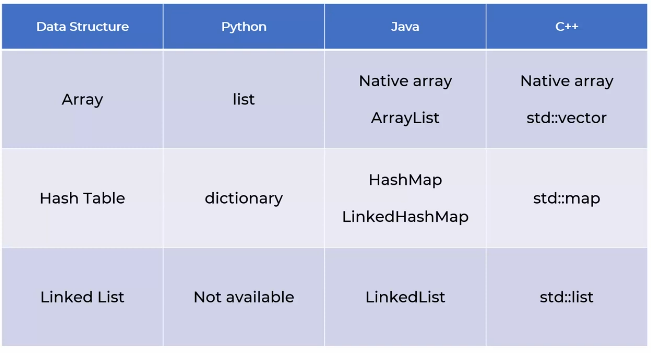 Data Structure Python Java C++
Array list Native array Native array
ArrayList std::vector
Hash Table dictionary HashMap std::map
LinkedHashMap
Linked List Not available LinkedList std::list